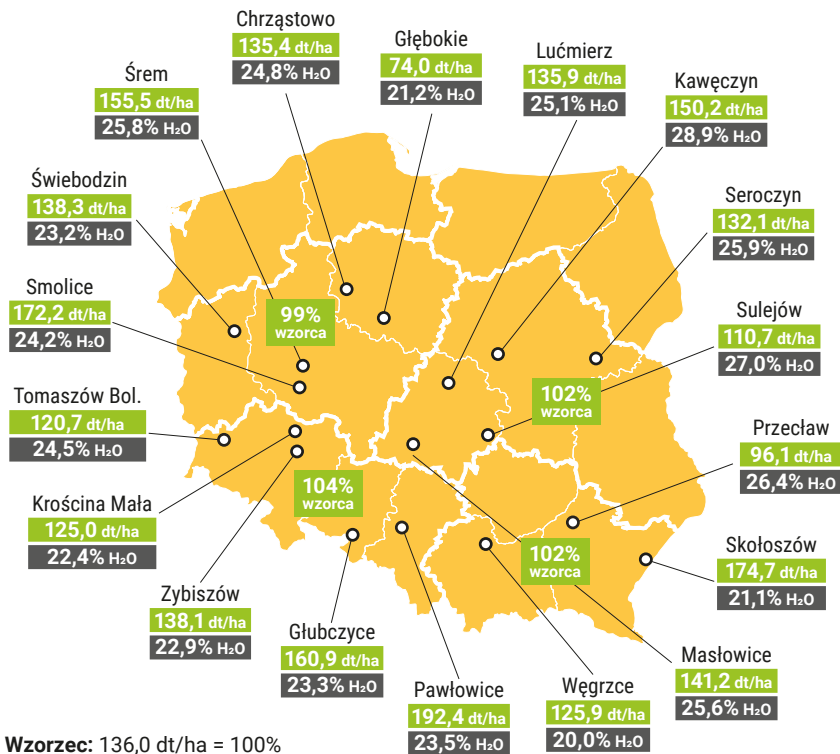 Chrząstowo
135,4 dt/ha
24,8% H₂O
Głębokie
74,0 dt/ha
21,2% H₂O
Lućmierz
135,9 dt/ha
25,1% H₂O
Kawęczyn
150,2 dt/ha
28,9% H₂O
Śrem
155,5 dt/ha
25,8% H₂O
Świebodzin
138,3 dt/ha
23,2% H₂O
Seroczyn
132,1 dt/ha
25,9% H₂O
Smolice
172,2 dt/ha
24,2% H₂O
99%
wzorca
Sulejów
110,7 dt/ha
27,0% H₂O
102%
wzorca
Tomaszów Bol.
120,7 dt/ha
24,5% H₂O
Przecław
96,1 dt/ha
26,4% H₂O
Krościna Mała
125,0 dt/ha
22,4% H₂O
104%
wzorca
102%
wzorca
Skołoszów
174,7 dt/ha
21,1% H₂O
Zybiszów
138,1 dt/ha
22,9% H₂O
Głubczyce
160,9 dt/ha
23,3% H₂O
Pawłowice
192,4 dt/ha
23,5% H₂O
Węgrzce
125,9 dt/ha
20,0% H₂O
Masłowice
141,2 dt/ha
25,6% H₂O
Wzorzec: 136,0 dt/ha = 100%